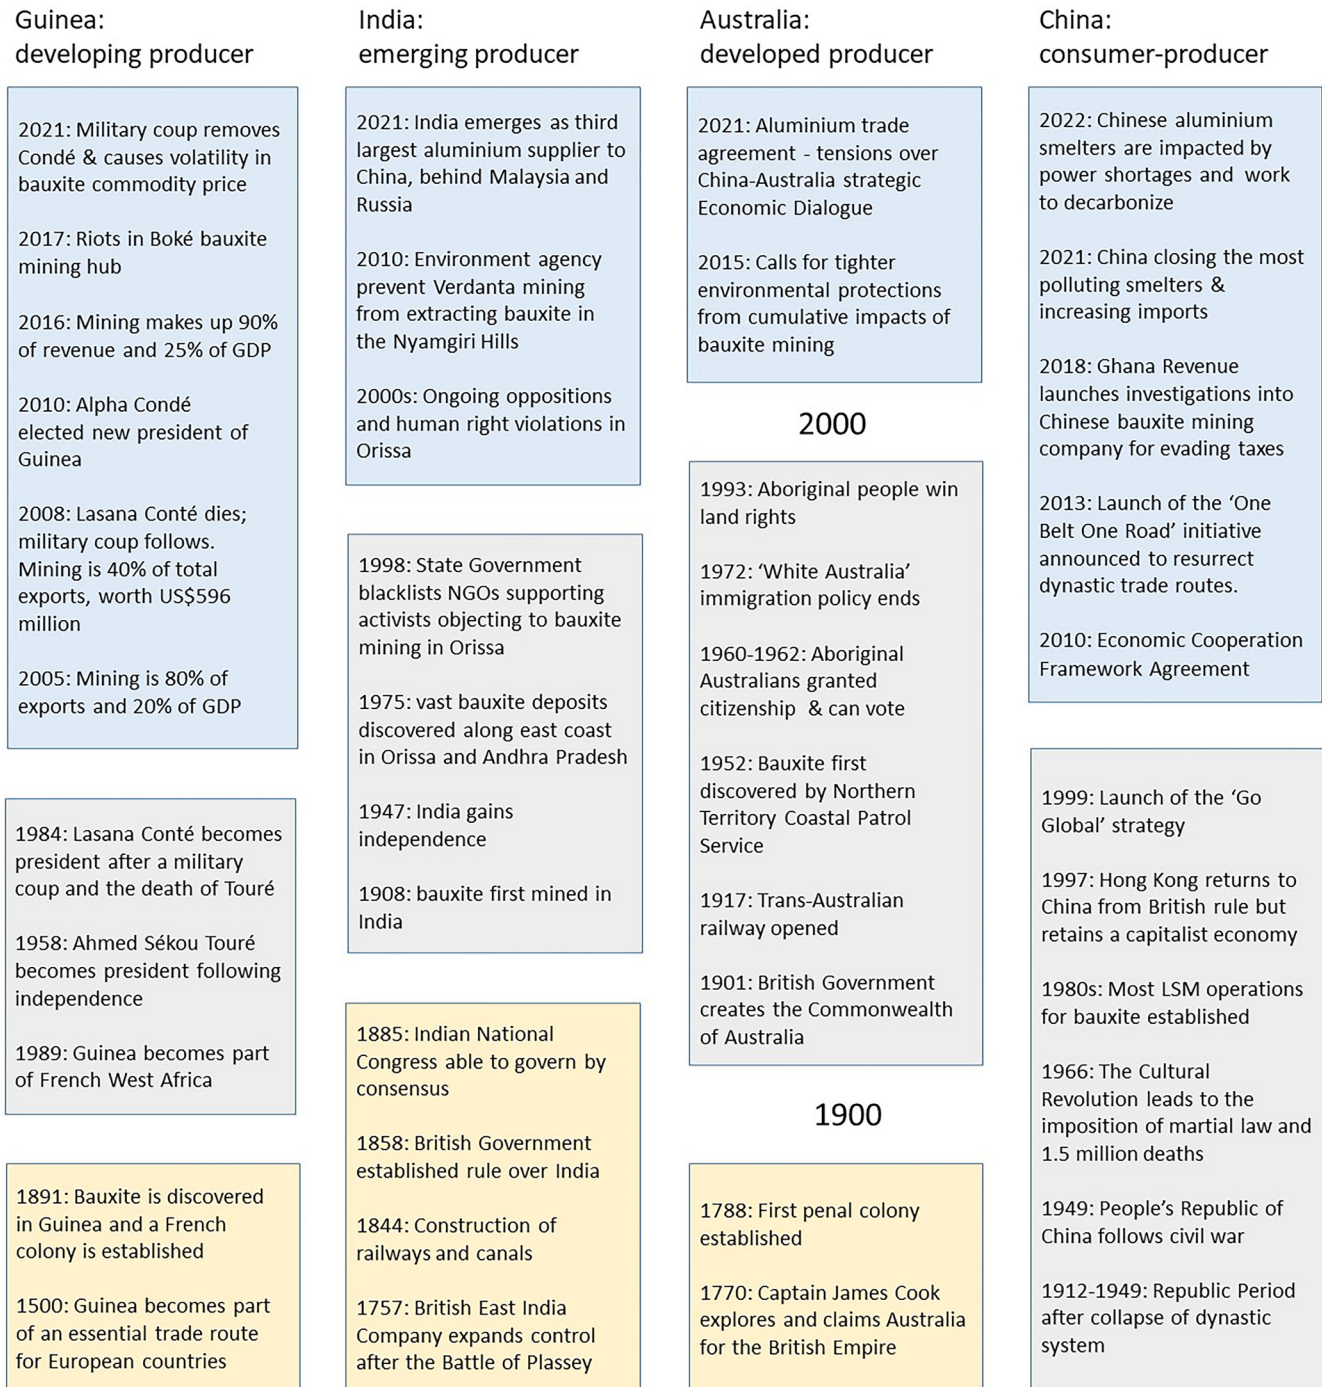 Guinea:
developing producer
2021: Military coup removes
Condé & causes volatility in
bauxite commodity price
2017: Riots in Boké bauxite
mining hub
2016: Mining makes up 90%
of revenue and 25% of GDP
2010: Alpha Condé
elected new president of
Guinea
2008: Lasana Conté dies;
military coup follows.
Mining is 40% of total
exports, worth US$596
million
2005: Mining is 80% of
exports and 20% of GDP
1984: Lasana Conté becomes
president after a military
coup and the death of Touré
1958: Ahmed Sékou Touré
becomes president following
independence
1989: Guinea becomes part
of French West Africa
1891: Bauxite is discovered
in Guinea and a French
colony is established
1500: Guinea becomes part
of an essential trade route
for European countries
India:
emerging producer
2021: India emerges as third
largest aluminium supplier to
China, behind Malaysia and
Russia
2010: Environment agency
prevent Verdanta mining
from extracting bauxite in
the Nyamgiri Hills
2000s: Ongoing oppositions
and human right violations in
Orissa
1998: State Government
blacklists NGOs supporting
activists objecting to bauxite
mining in Orissa
1975: vast bauxite deposits
discovered along east coast
in Orissa and Andhra Pradesh
1947: India gains
independence
1908: bauxite first mined in
India
1885: Indian National
Congress able to govern by
consensus
1858: British Government
established rule over India
1844: Construction of
railways and canals
1757: British East India
Company expands control
after the Battle of Plassey
Australia:
developed producer
2021: Aluminium trade
agreement - tensions over
China-Australia strategic
Economic Dialogue
2015: Calls for tighter
environmental protections
from cumulative impacts of
bauxite mining
2000
1993: Aboriginal people win
land rights
1972: ‘White Australia’
immigration policy ends
1960-1962: Aboriginal
Australians granted
citizenship & can vote
1952: Bauxite first
discovered by Northern
Territory Coastal Patrol
Service
1917: Trans-Australian
railway opened
1901: British Government
creates the Commonwealth
of Australia
1900
1788: First penal colony
established
1770: Captain James Cook
explores and claims Australia
for the British Empire
China:
consumer-producer
2022: Chinese aluminium
smelters are impacted by
power shortages and work
to decarbonize
2021: China closing the most
polluting smelters &
increasing imports
2018: Ghana Revenue
launches investigations into
Chinese bauxite mining
company for evading taxes
2013: Launch of the ‘One
Belt One Road’ initiative
announced to resurrect
dynastic trade routes.
2010: Economic Cooperation
Framework Agreement
1999: Launch of the ‘Go
Global’ strategy
1997: Hong Kong returns to
China from British rule but
retains a capitalist economy
1980s: Most LSM operations
for bauxite established
1966: The Cultural
Revolution leads to the
imposition of martial law and
1.5 million deaths
1949: People’s Republic of
China follows civil war
1912-1949: Republic Period
after collapse of dynastic
system